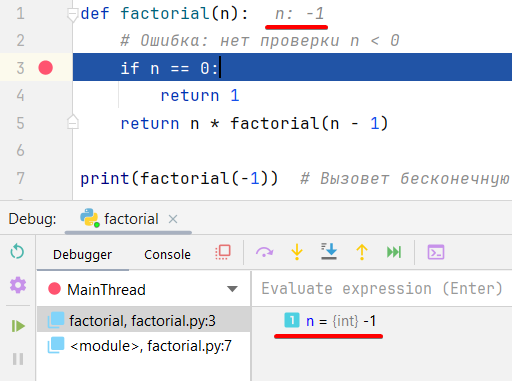 1 def factorial(n): n: -1
2 # Ошибка: нет проверки n < 0
3 if n == 0:
4 return 1
5 return n * factorial(n - 1)
6
7 print(factorial(-1)) # Вызовет бесконечную
Debug: factorial
Debugger Console
MainThread
Evaluate expression (Enter)
factorial, factorial.py:3
1 n = {int} -1
<module>, factorial.py:7